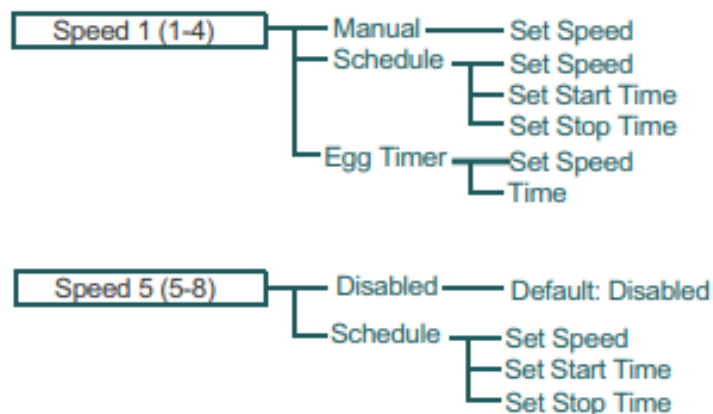 Speed 1 (1-4) Manual Set Speed
Schedule Set Speed
Set Start Time
Set Stop Time
Egg Timer Set Speed
Time
Speed 5 (5-8) Disabled Default: Disabled
Schedule Set Speed
Set Start Time
Set Stop Time